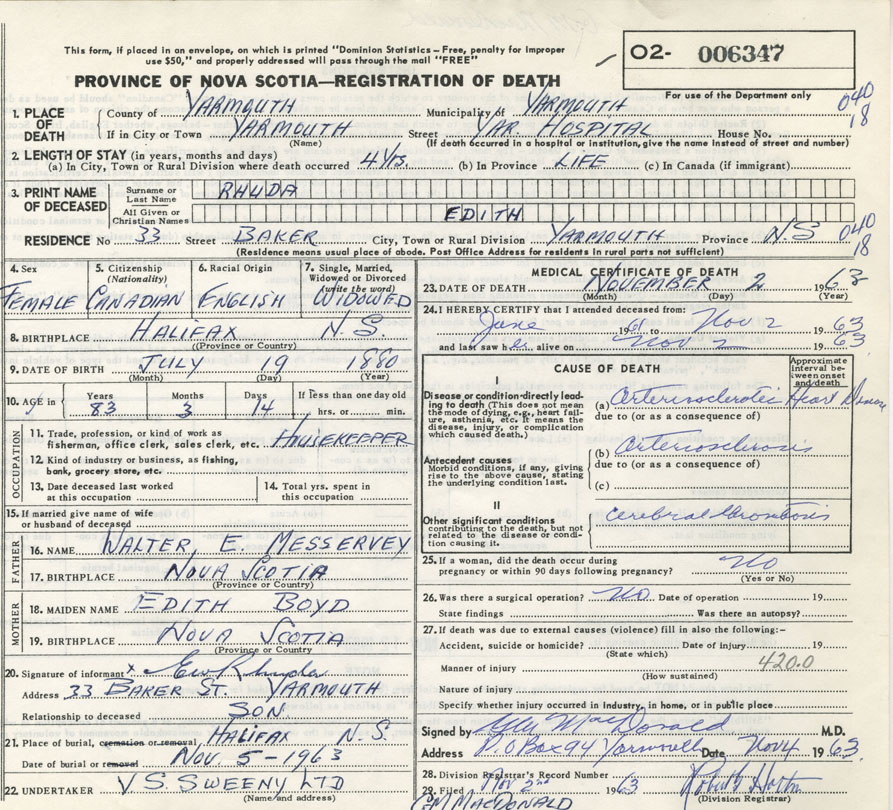 This form, if placed in an envelope, on which is printed "Dominion Statistics - Free, penalty for improper
use $50," and properly addressed will pass through the mail "FREE"
O2- 006347
PROVINCE OF NOVA SCOTIA—REGISTRATION OF DEATH
For use of the Department only
1. PLACE OF DEATH
County of YARMOUTH Municipality of YARMOUTH 040
If in City or Town YARMOUTH Street YAR. HOSPITAL House No. 18
(Name) (If death occurred in a hospital or institution, give the name instead of street and number)
2. LENGTH OF STAY (in years, months and days)
(a) In City, Town or Rural Division where death occurred 4 Yrs. (b) In Province LIFE (c) In Canada (if immigrant)
3. PRINT NAME OF DECEASED
Surname or Last Name RHUDA
All Given or Christian Names EDITH
RESIDENCE No 33 Street BAKER City, Town or Rural Division YARMOUTH Province N.S 040
(Residence means usual place of abode. Post Office Address for residents in rural parts not sufficient) 18
4. Sex FEMALE
5. Citizenship (Nationality) CANADIAN
6. Racial Origin ENGLISH
7. Single, Married, Widowed or Divorced (write the word) WIDOWED
8. BIRTHPLACE HALIFAX N.S.
(Province or Country)
9. DATE OF BIRTH JULY 19 1880
(Month) (Day) (Year)
10. AGE in Years 83 Months 3 Days 14 If less than one day old hrs. or min.
OCCUPATION
11. Trade, profession, or kind of work as fisherman, office clerk, sales clerk, etc. HOUSEKEEPER
12. Kind of industry or business, as fishing, bank, grocery store, etc.
13. Date deceased last worked at this occupation
14. Total yrs. spent in this occupation
15. If married give name of wife or husband of deceased
FATHER
16. NAME WALTER, E. MESSERVEY
17. BIRTHPLACE NOVA SCOTIA
(Province or Country)
MOTHER
18. MAIDEN NAME EDITH BOYD
19. BIRTHPLACE NOVA SCOTIA
(Province or Country)
20. Signature of informant x
Address 33 BAKER ST. YARMOUTH
Relationship to deceased SON.
21. Place of burial, cremation or removal HALIFAX N.S.
Date of burial or removal NOV. 5 - 1963
22. UNDERTAKER V S. SWEENY LTD
(Name and address)
MEDICAL CERTIFICATE OF DEATH
23. DATE OF DEATH NOVEMBER 2 1963
(Month) (Day) (Year)
24. I HEREBY CERTIFY that I attended deceased from:
June 1961 to Nov 2 1963
and last saw her alive on Nov 2 1963
CAUSE OF DEATH
Approximate interval between onset and death
I
Disease or condition directly leading to death (This does not mean the mode of dying, e.g., heart failure, asthenia, etc. It means the disease, injury, or complication which caused death.)
(a) Arteriosclerotic Heart Disease
due to (or as a consequence of)
Antecedent causes
Morbid conditions, if any, giving rise to the above cause, stating the underlying condition last.
(b) Arteriosclerosis
due to (or as a consequence of)
(c)
II
Other significant conditions contributing to the death, but not related to the disease or condition causing it.
Cerebral thrombosis
25. If a woman, did the death occur during pregnancy or within 90 days following pregnancy? No
(Yes or No)
26. Was there a surgical operation? No Date of operation 19
State findings Was there an autopsy?
27. If death was due to external causes (violence) fill in also the following:-
Accident, suicide or homicide? Date of injury 19
(State which)
Manner of injury 420.0
(How sustained)
Nature of injury
Specify whether injury occurred in industry, in home, or in public place
Signed by MacDonald M.D.
Address P.O Box 94 Yarmouth Date Nov 4 1963
28. Division Registrar's Record Number
29. Filed Nov 2nd 1963
(Division Registrar)
MACDONALD